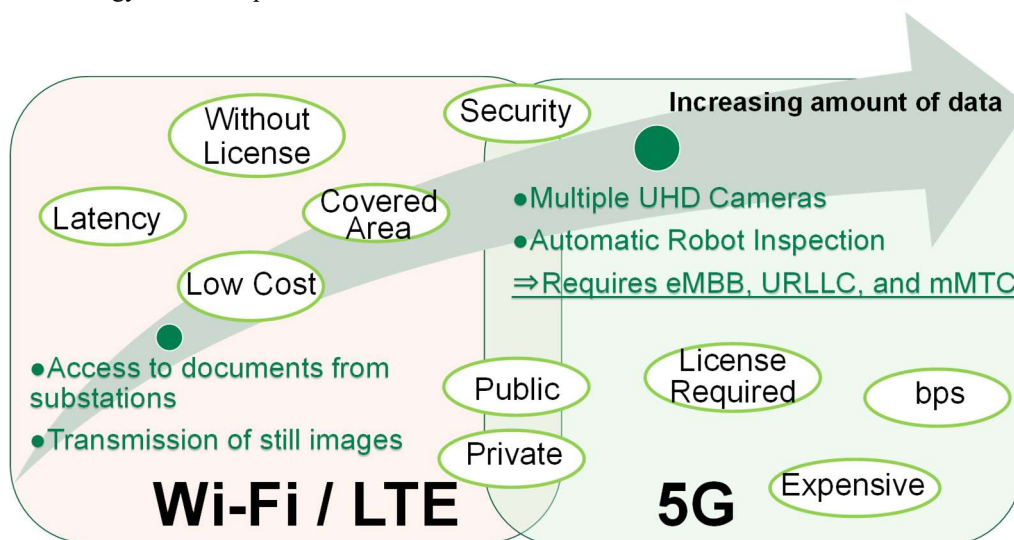 Security
Increasing amount of data
Without
License
Latency
Covered
Area
●Multiple UHD Cameras
●Automatic Robot Inspection
⇒Requires eMBB, URLLC, and mMTC
Low Cost
●Access to documents from
substations
●Transmission of still images
Public
Private
License
Required
bps
Expensive
Wi-Fi / LTE
5G